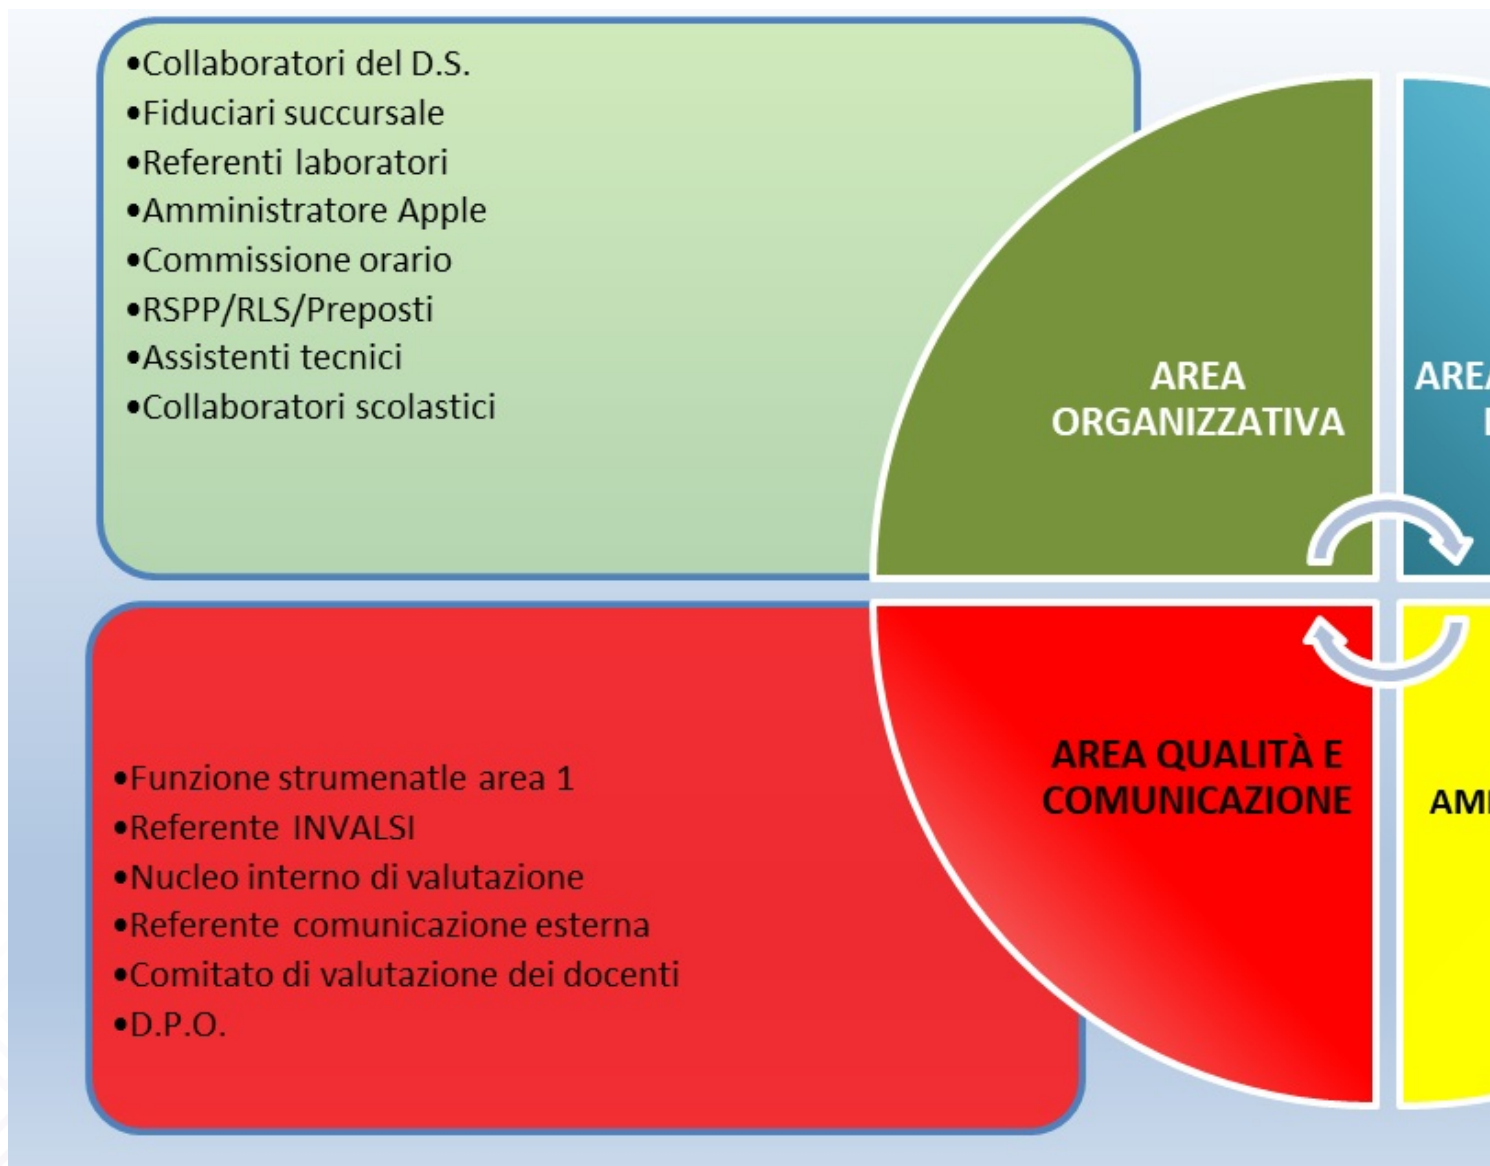 •Collaboratori del D.S.
•Fiduciari succursale
•Referenti laboratori
•Amministratore Apple
•Commissione orario
•RSPP/RLS/Preposti
•Assistenti tecnici
•Collaboratori scolastici
AREA
ORGANIZZATIVA
AREA
•Funzione strumenatle area 1
•Referente INVALSI
•Nucleo interno di valutazione
•Referente comunicazione esterna
•Comitato di valutazione dei docenti
•D.P.O.
AREA QUALITÀ E
COMUNICAZIONE